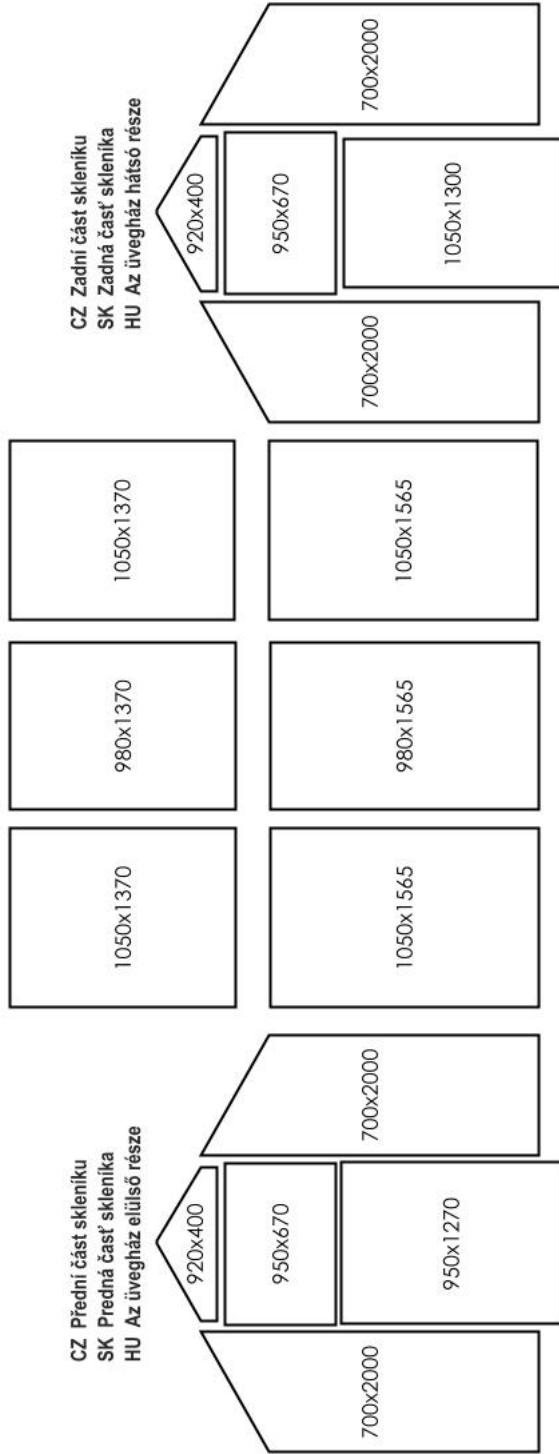 CZ Přední část skleníku
SK Predná časť skleníka
HU Az üvegház elülső része
920x400
700x2000
950x670
700x2000
950x1270
1050x1370
980x1370
1050x1370
1050x1565
980x1565
1050x1565
CZ Zadní část skleníku
SK Zadná časť skleníka
HU Az üvegház hátsó része
920x400
700x2000
950x670
700x2000
1050x1300